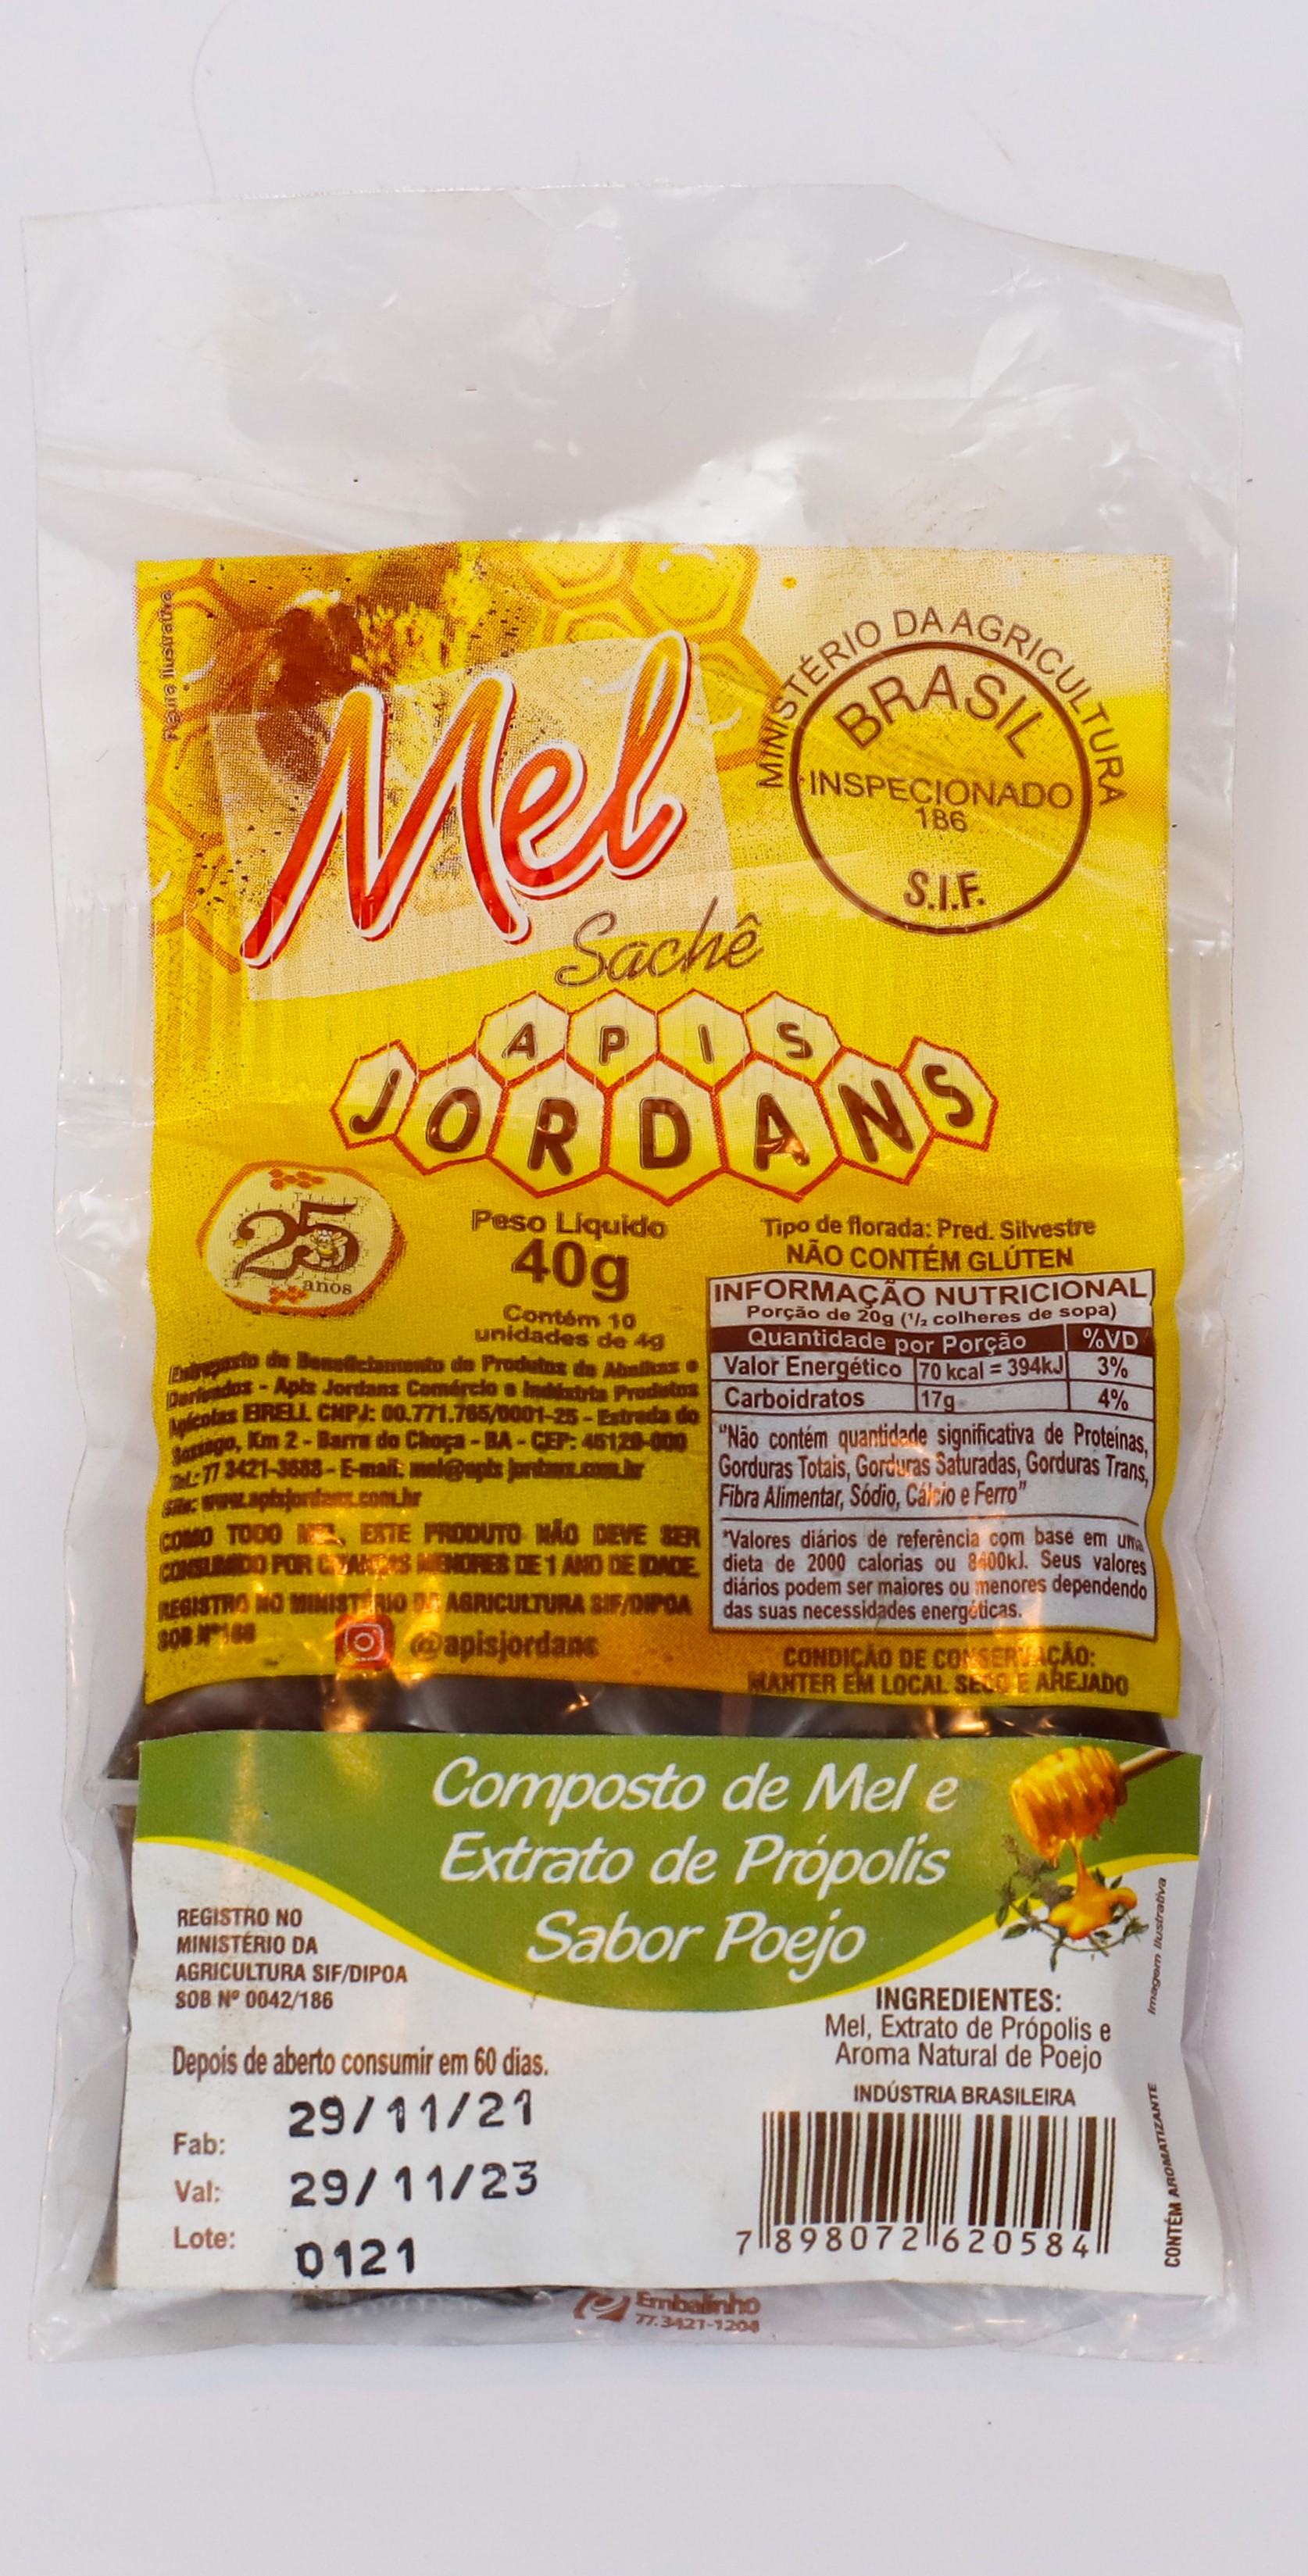 Figura ilustrativa
Mel
Sachê
MINISTÉRIO DA AGRICULTURA
BRASIL
INSPECIONADO
186
S.I.F.
APIS
JORDANS
25
anos
Peso Líquido
40g
Contém 10
unidades de 4g
Entreposto de Beneficiamento de Produtos de Abelhas e
Derivados - Apis Jordans Comércio e Indústria Produtos
Apícolas EIRELI. CNPJ: 00.771.765/0001-25 - Estrada do
Km 2 - Barra do Choça - BA - CEP: 45120-000
Tel.: 77 3421-3688 - E-mail: mel@apis jordans.com.br
Site: www.apisjordans.com.br
COMO TODO MEL, ESTE PRODUTO NÃO DEVE SER
CONSUMIDO POR CRIANÇAS MENORES DE 1 ANO DE IDADE.
REGISTRO NO MINISTÉRIO DA AGRICULTURA SIF/DIPOA
SOB Nº 186
@apisjordans
Tipo de florada: Pred. Silvestre
NÃO CONTÉM GLÚTEN
INFORMAÇÃO NUTRICIONAL
Porção de 20g (¹/₂ colheres de sopa)
Quantidade por Porção %VD
Valor Energético 70 kcal = 394kJ 3%
Carboidratos 17g 4%
"Não contém quantidade significativa de Proteínas,
Gorduras Totais, Gorduras Saturadas, Gorduras Trans,
Fibra Alimentar, Sódio, Cálcio e Ferro"
*Valores diários de referência com base em uma
dieta de 2000 calorias ou 8400kJ. Seus valores
diários podem ser maiores ou menores dependendo
das suas necessidades energéticas.
CONDIÇÃO DE CONSERVAÇÃO:
MANTER EM LOCAL SECO E AREJADO
Composto de Mel e
Extrato de Própolis
Sabor Poejo
REGISTRO NO
MINISTÉRIO DA
AGRICULTURA SIF/DIPOA
SOB Nº 0042/186
Depois de aberto consumir em 60 dias.
Fab: 29/11/21
Val: 29/11/23
Lote: 0121
INGREDIENTES:
Mel, Extrato de Própolis e
Aroma Natural de Poejo
INDÚSTRIA BRASILEIRA
7 898072 620584
Imagem ilustrativa
CONTÉM AROMATIZANTE
Embalinho
77.3421-1204